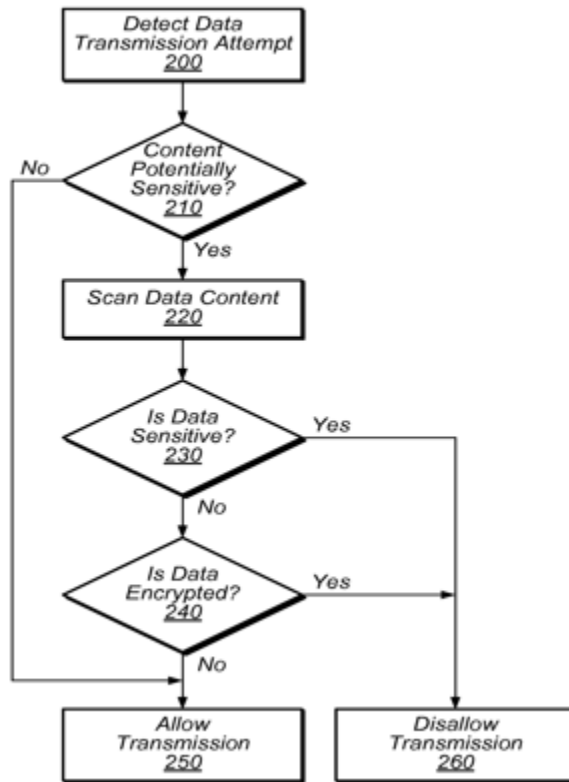 Detect Data
Transmission Attempt
200
No
Content
Potentially
Sensitive?
210
Yes
Scan Data Content
220
Is Data
Sensitive?
230
Yes
No
Is Data
Encrypted?
240
Yes
No
Allow
Transmission
250
Disallow
Transmission
260